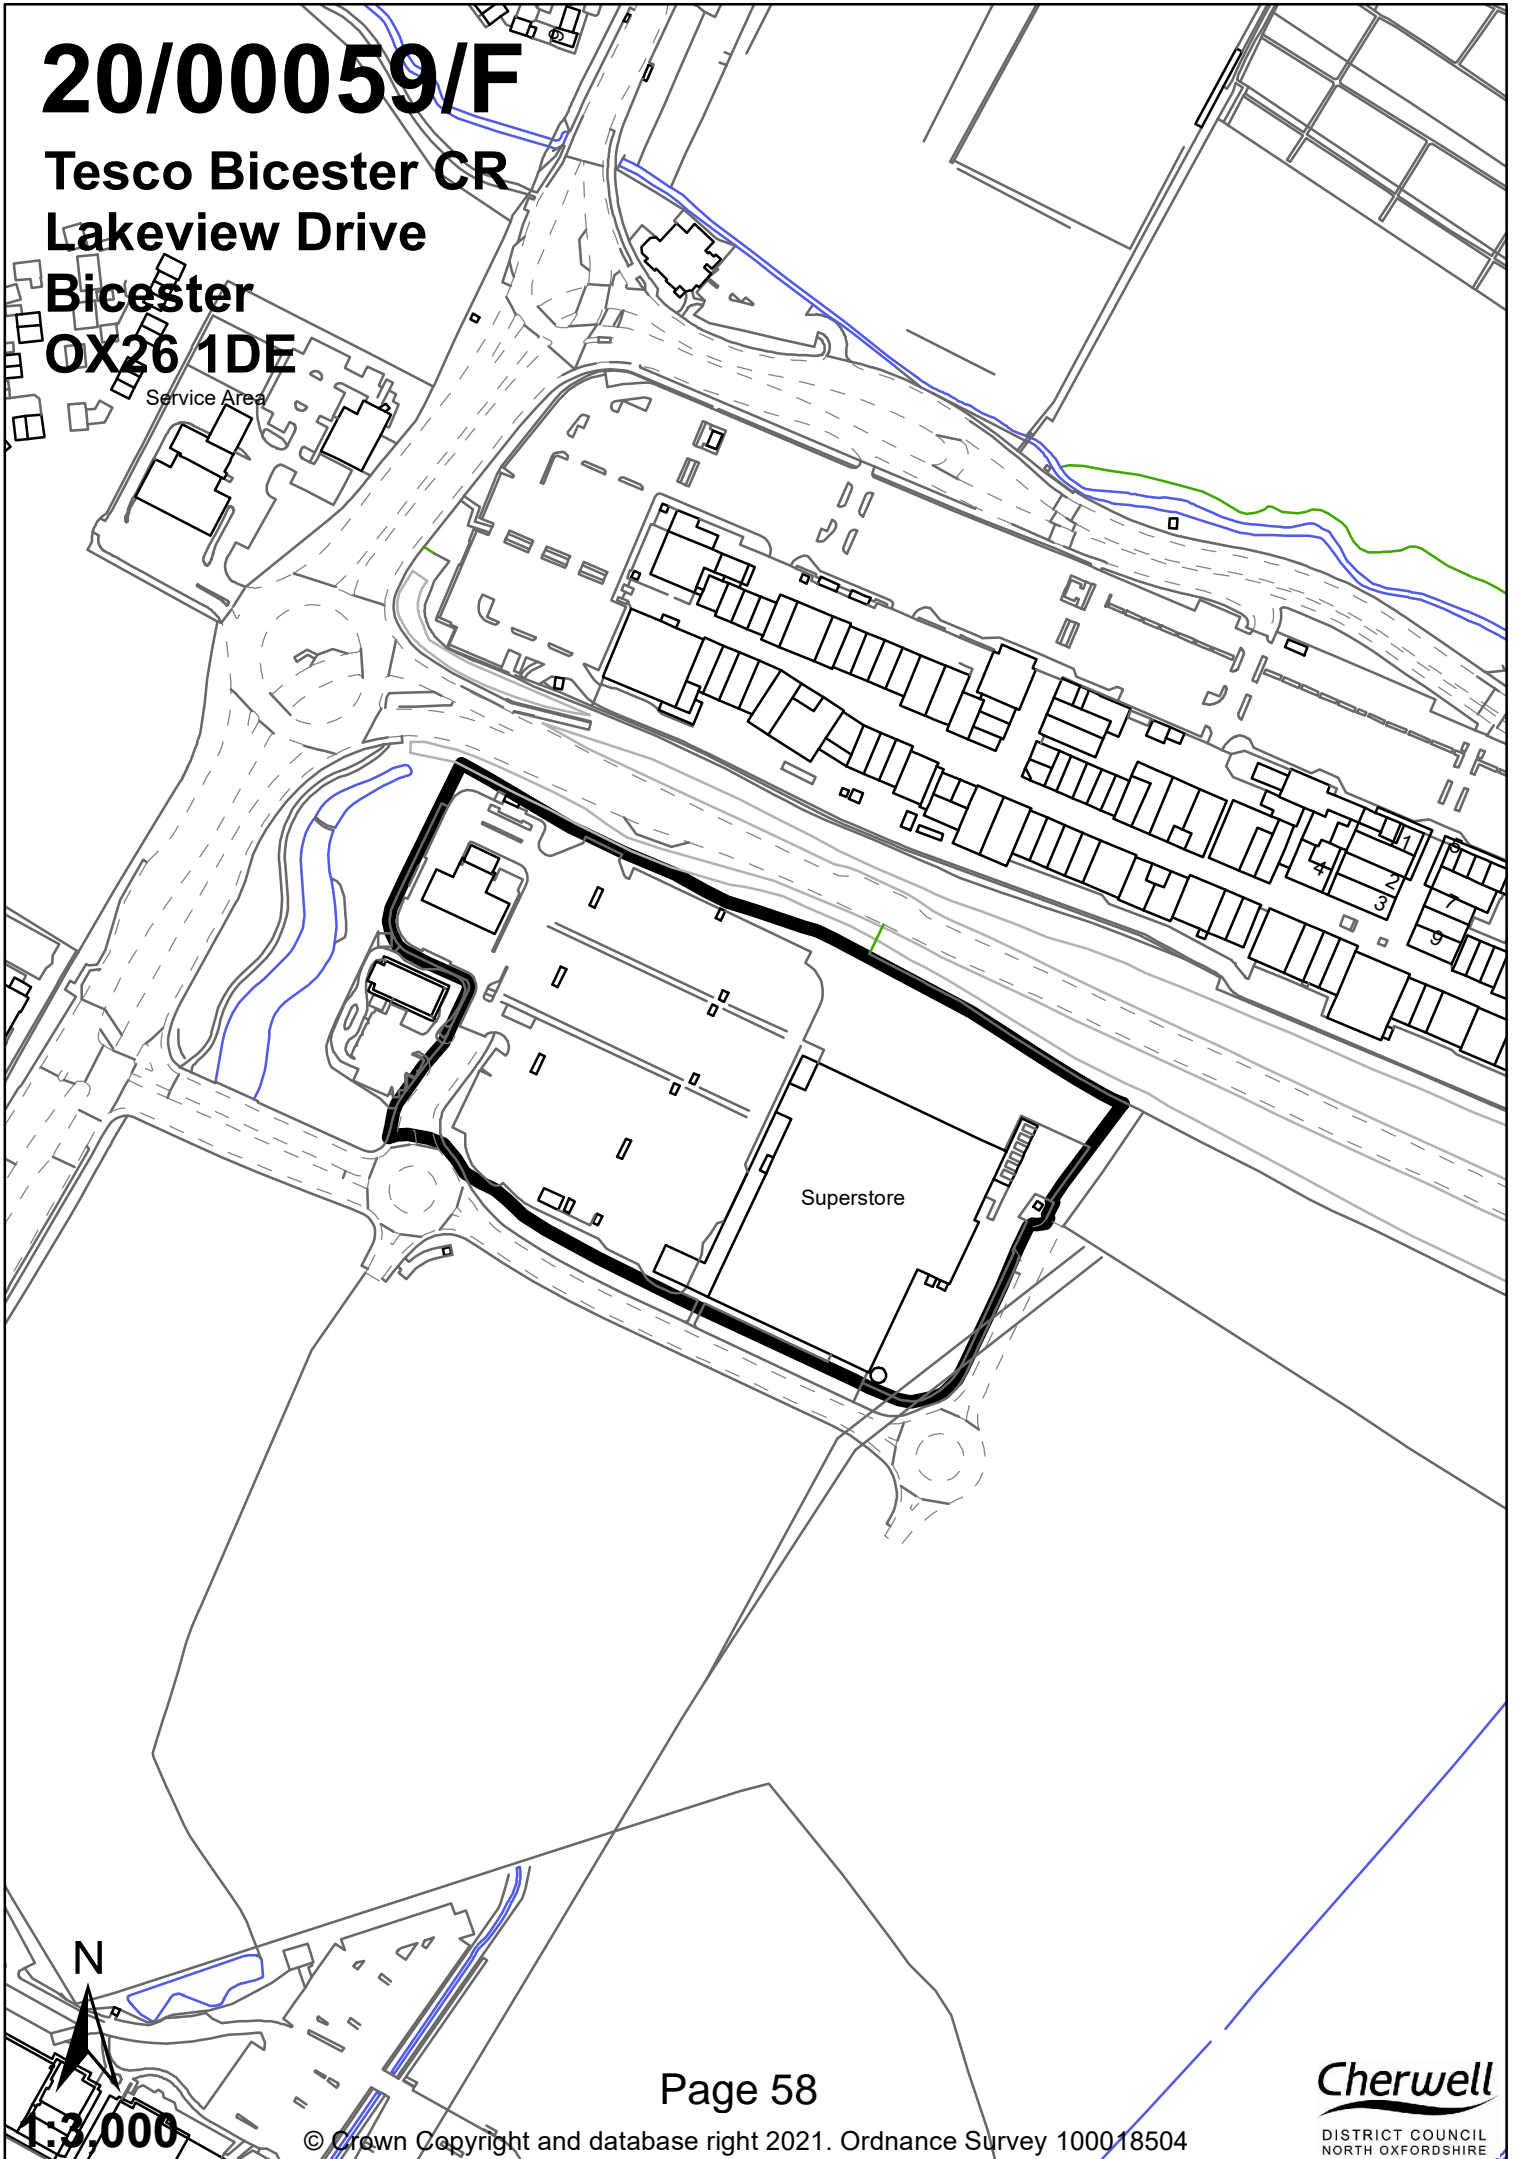 20/00059/F
Tesco Bicester CR
Lakeview Drive
Bicester
OX26 1DE
Service Area
1
2
3
4
6
7
9
Superstore
N
1:3,000
Page 58
© Crown Copyright and database right 2021. Ordnance Survey 100018504
Cherwell
DISTRICT COUNCIL
NORTH OXFORDSHIRE